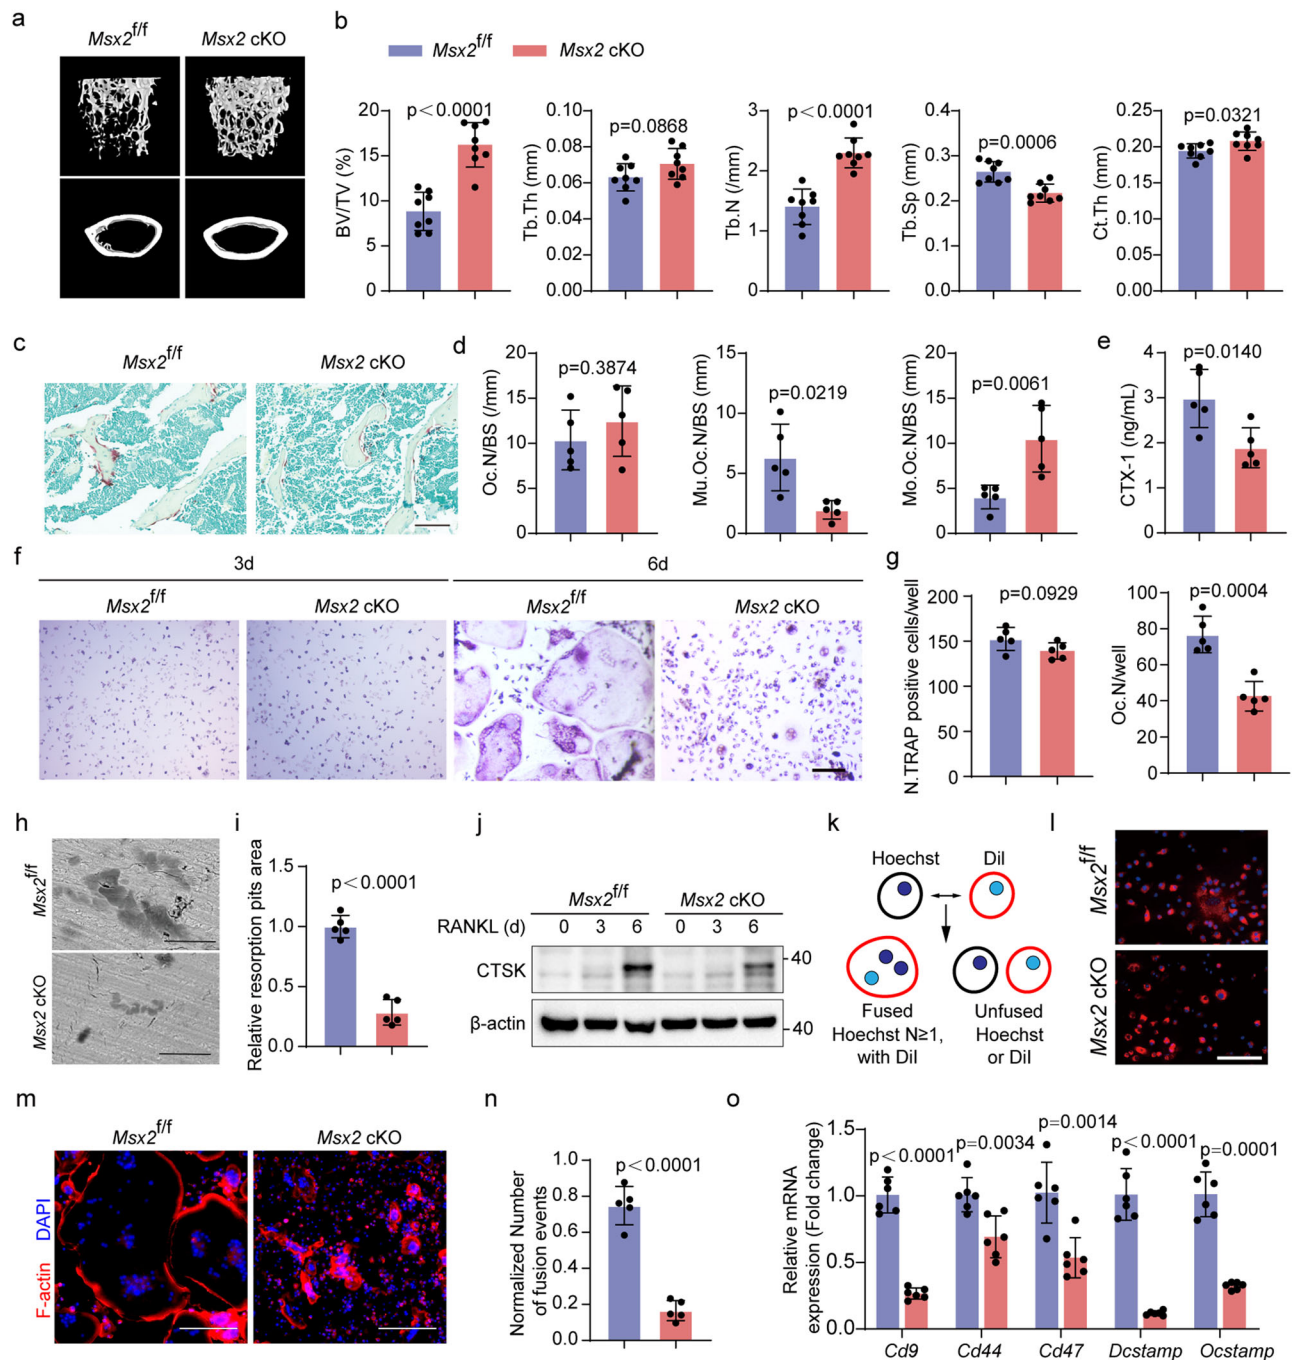 a
Msx2f/f
Msx2 cKO
b
Msx2f/f
Msx2 cKO
BV/TV (%)
20
15
10
5
0
p<0.0001
Tb.Th (mm)
0.10
0.08
0.06
0.04
0.02
0.00
p=0.0868
Tb.N (/mm)
3
2
1
0
p<0.0001
Tb.Sp (mm)
0.4
0.3
0.2
0.1
0.0
p=0.0006
Ct.Th (mm)
0.25
0.20
0.15
0.10
0.05
0.00
p=0.0321
c
Msx2f/f
Msx2 cKO
d
Oc.N/BS (/mm)
20
15
10
5
0
p=0.3874
Mu.Oc.N/BS (mm)
15
10
5
0
p=0.0219
Mo.Oc.N/BS (mm)
20
15
10
5
0
p=0.0061
e
CTX-1 (ng/mL)
4
3
2
1
0
p=0.0140
f
3d
6d
Msx2f/f
Msx2 cKO
Msx2f/f
Msx2 cKO
g
N.TRAP positive cells/well
200
150
100
50
0
p=0.0929
Oc.N/well
100
80
60
40
20
0
p=0.0004
h
Msx2f/f
Msx2 cKO
i
Relative resorption pits area
1.5
1.0
0.5
0.0
p<0.0001
j
Msx2f/f
Msx2 cKO
RANKL (d)
0 3 6 0 3 6
CTSK
40
β-actin
40
k
Hoechst
Dil
Fused
Hoechst N≥1,
with Dil
Unfused
Hoechst
or Dil
l
Msx2f/f
Msx2 cKO
m
Msx2f/f
Msx2 cKO
F-actin DAPI
n
Normalized Number
of fusion events
1.0
0.8
0.6
0.4
0.2
0.0
p<0.0001
o
Relative mRNA
expression (Fold change)
1.5
1.0
0.5
0.0
p<0.0001
p=0.0034
p=0.0014
p<0.0001
p=0.0001
Cd9
Cd44
Cd47
Dcstamp
Ocstamp